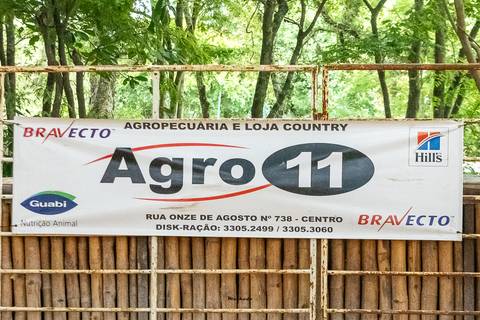 AGROPECUÁRIA E LOJA COUNTRY
BRAVECTO
Agro 11
Hill's
Guabi
Nutrição Animal
RUA ONZE DE AGOSTO Nº 738 - CENTRO
DISK-RAÇÃO: 3305.2499 / 3305.3060
BRAVECTO